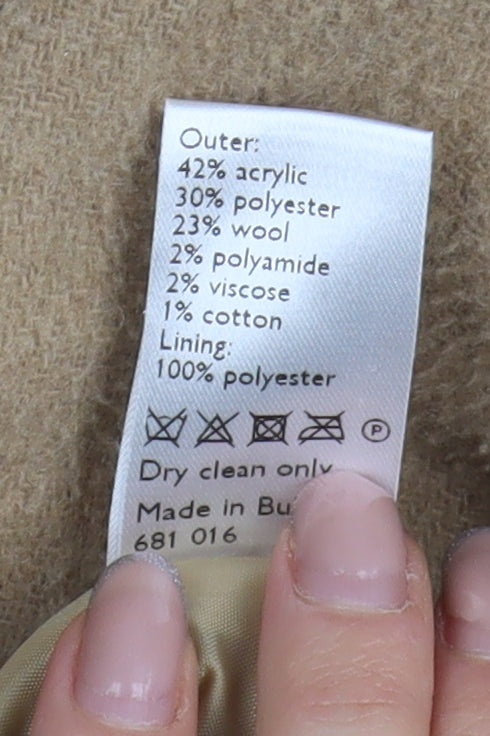 Outer:
42% acrylic
30% polyester
23% wool
2% polyamide
2% viscose
1% cotton
Lining:
100% polyester
P
Dry clean only
Made in
681 016